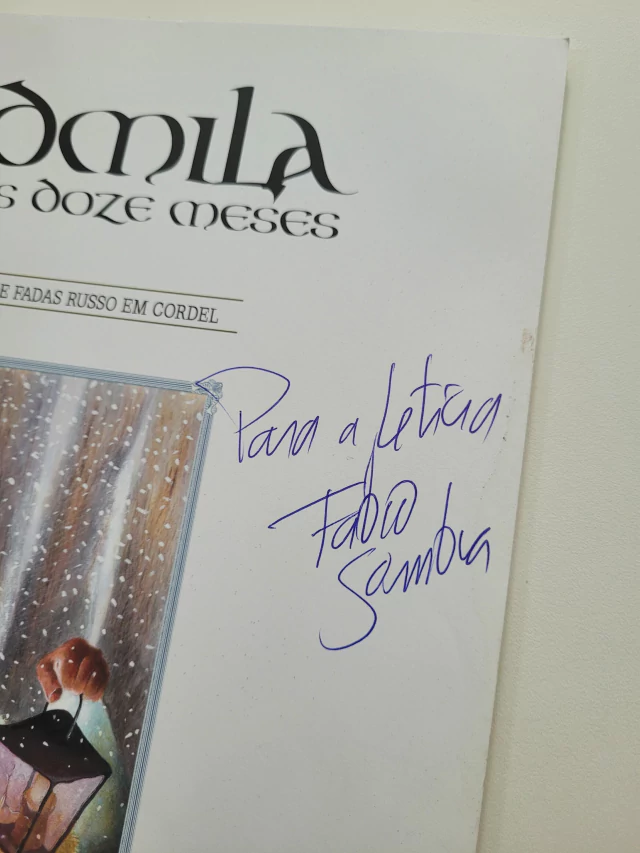 dmila
s doze meses
E FADAS RUSSO EM CORDEL
Para a Letícia
Fabio
Sombra